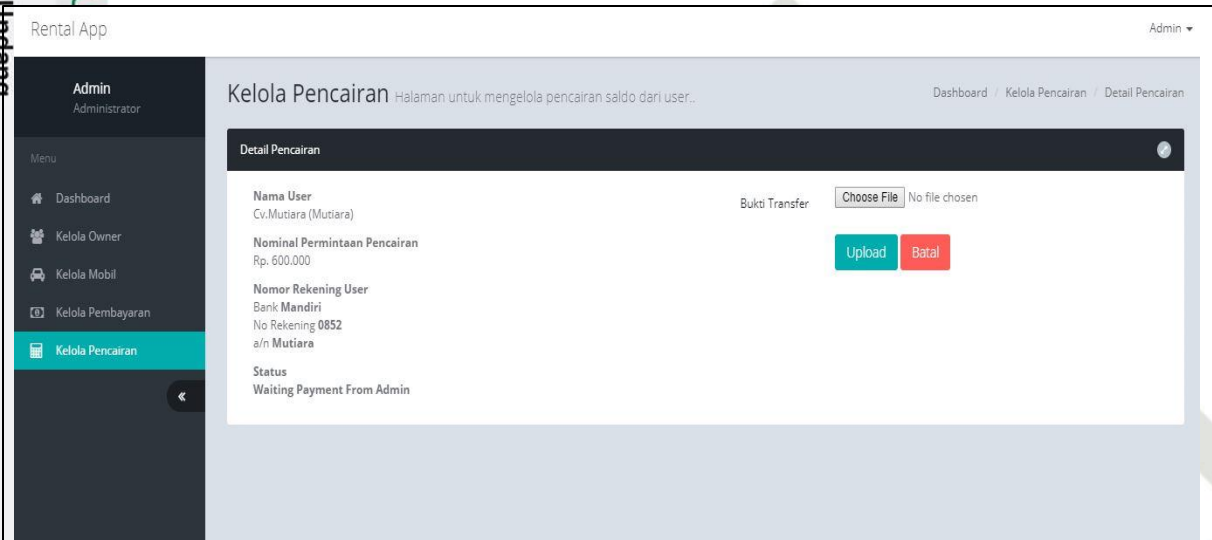 Rental App
Admin
Admin
Administrator
Menu
Dashboard
Kelola Owner
Kelola Mobil
Kelola Pembayaran
Kelola Pencairan
Kelola Pencairan Halaman untuk mengelola pencairan saldo dari user..
Dashboard / Kelola Pencairan / Detail Pencairan
Detail Pencairan
Nama User
Cv.Mutiara (Mutiara)
Nominal Permintaan Pencairan
Rp. 600.000
Nomor Rekening User
Bank Mandiri
No Rekening 0852
a/n Mutiara
Status
Waiting Payment From Admin
Bukti Transfer
Choose File No file chosen
Upload Batal